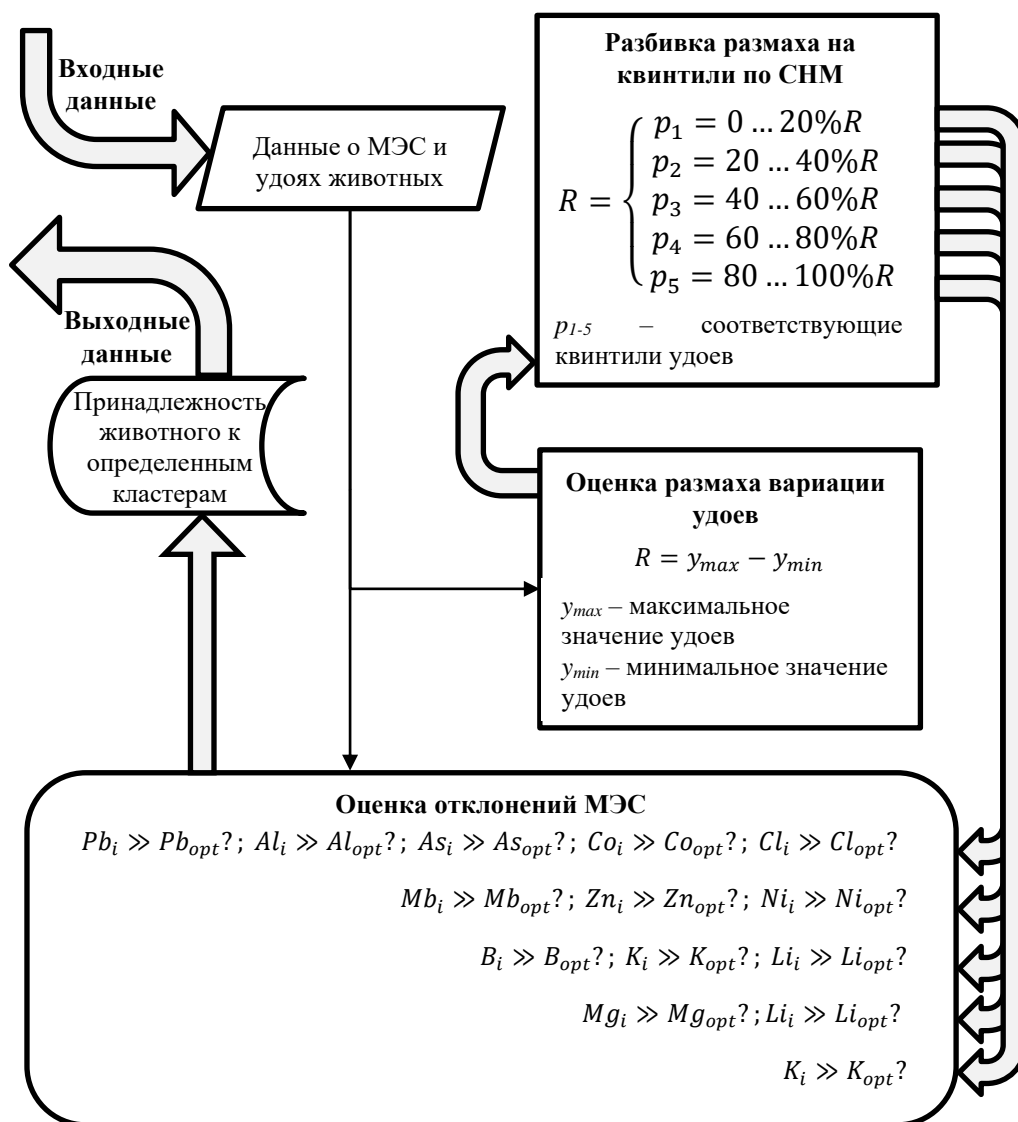 Входные
данные
Данные о МЭС и
удоях животных
Разбивка размаха на
квинтили по СНМ
R = { p₁ = 0 … 20%R
p₂ = 20 … 40%R
p₃ = 40 … 60%R
p₄ = 60 … 80%R
p₅ = 80 … 100%R
p₁₋₅ – соответствующие
квинтили удоев
Выходные
данные
Принадлежность
животного к
определенным
кластерам
Оценка размаха вариации
удоев
R = y_max − y_min
y_max – максимальное
значение удоев
y_min – минимальное значение
удоев
Оценка отклонений МЭС
Pb_i ≫ Pb_opt?; Al_i ≫ Al_opt?; As_i ≫ As_opt?; Co_i ≫ Co_opt?; Cl_i ≫ Cl_opt?
Mb_i ≫ Mb_opt?; Zn_i ≫ Zn_opt?; Ni_i ≫ Ni_opt?
B_i ≫ B_opt?; K_i ≫ K_opt?; Li_i ≫ Li_opt?
Mg_i ≫ Mg_opt?; Li_i ≫ Li_opt?
K_i ≫ K_opt?